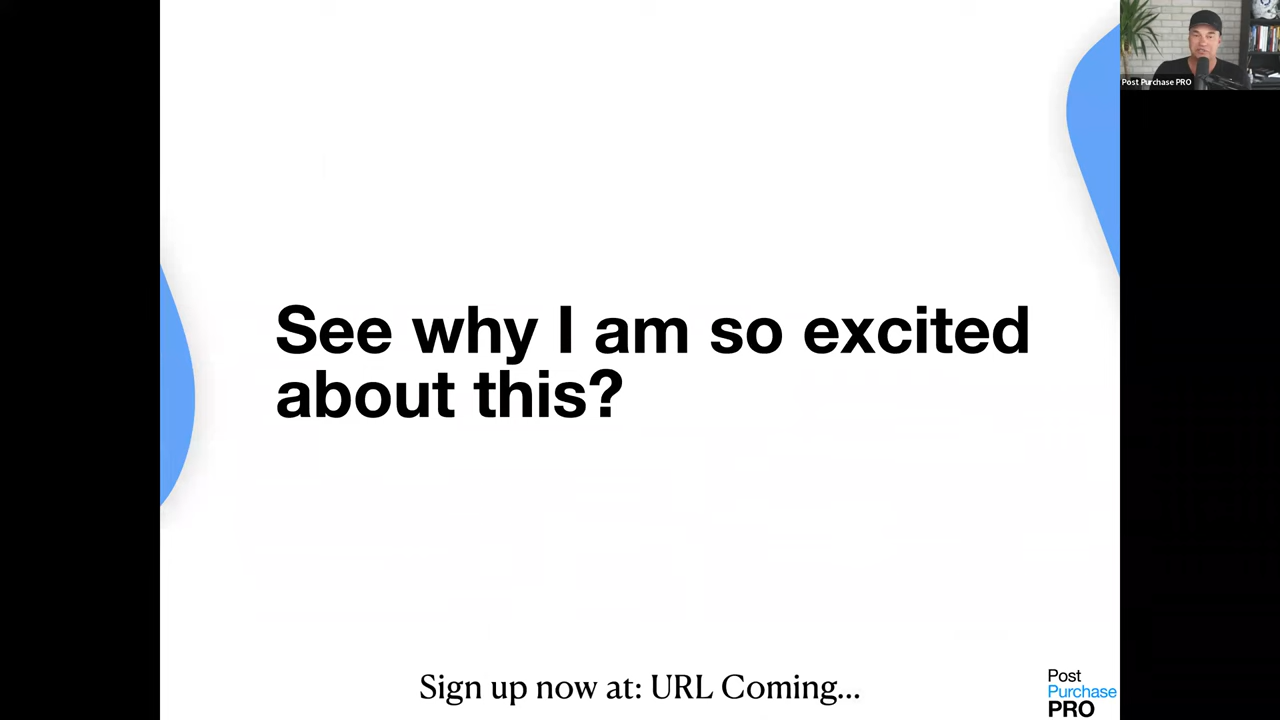 Post Purchase PRO
See why I am so excited
about this?
Sign up now at: URL Coming...
Post
Purchase
PRO